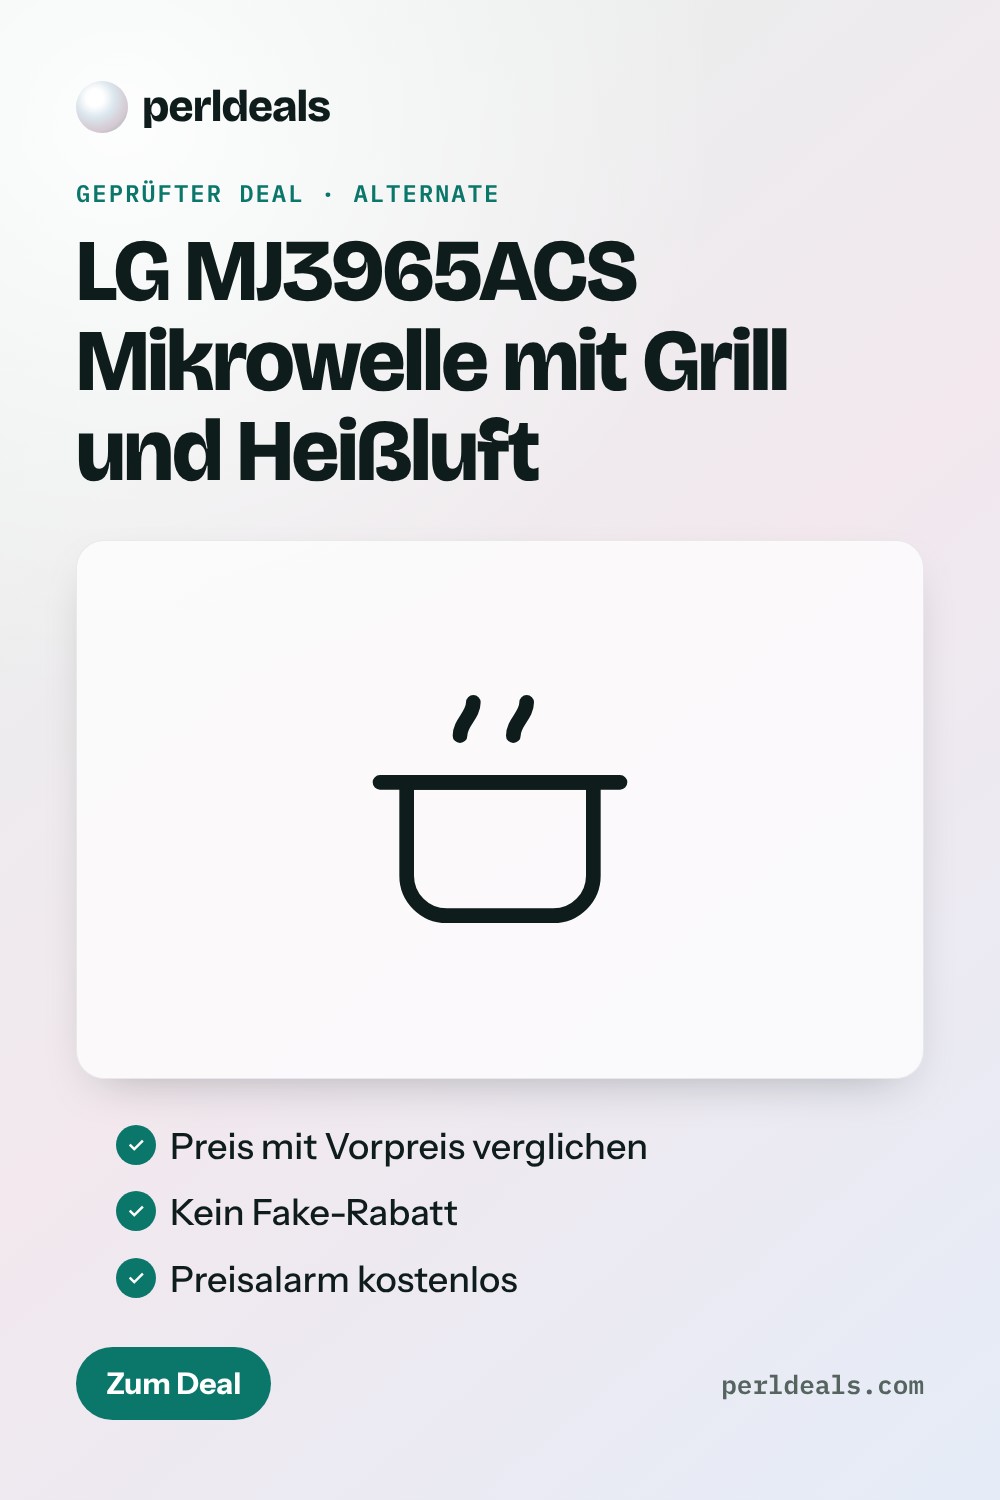 perldeals
GEPRÜFTER DEAL · ALTERNATE
LG MJ3965ACS
Mikrowelle mit Grill
und Heißluft
Preis mit Vorpreis verglichen
Kein Fake-Rabatt
Preisalarm kostenlos
Zum Deal
perldeals.com